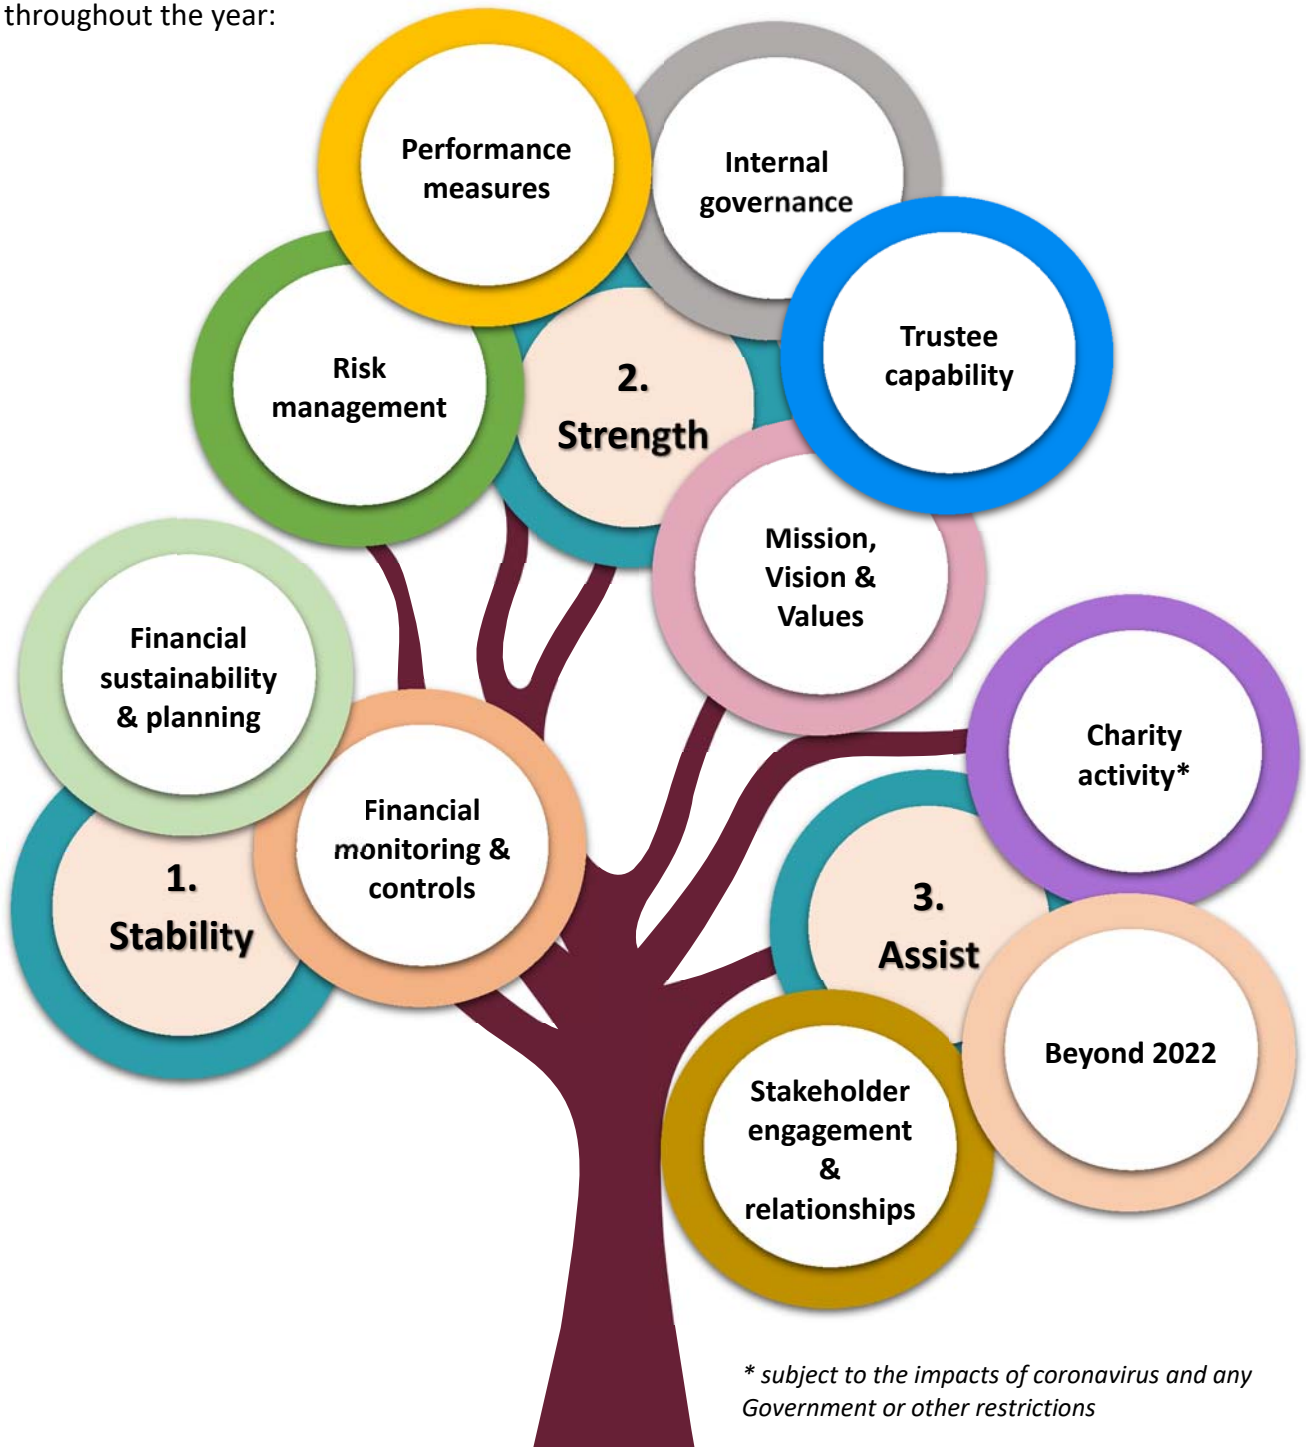 throughout the year:
Performance
measures
Internal
governance
Trustee
capability
Risk
management
2.
Strength
Mission,
Vision &
Values
Financial
sustainability
& planning
Financial
monitoring &
controls
1.
Stability
Charity
activity*
3.
Assist
Beyond 2022
Stakeholder
engagement
&
relationships
* subject to the impacts of coronavirus and any
Government or other restrictions